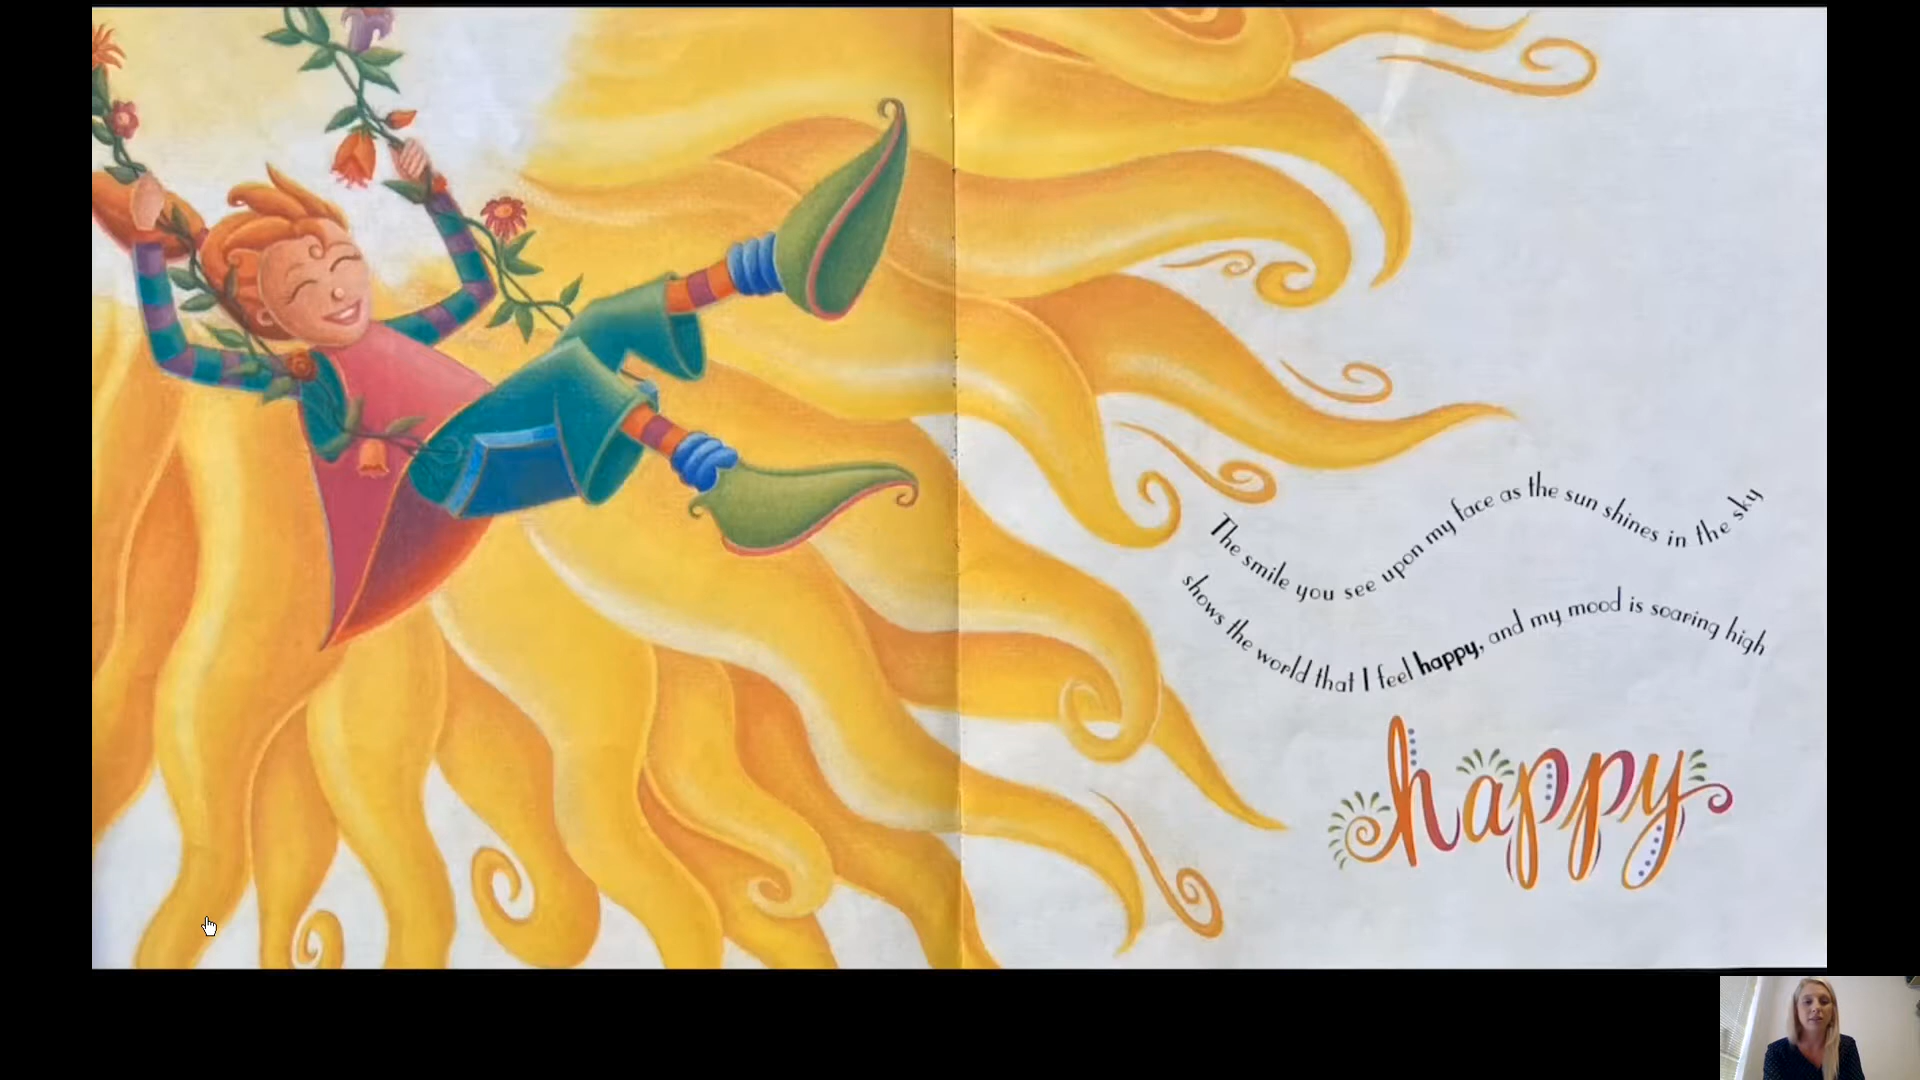 The smile you see upon my face as the sun shines in the sky
shows the world that I feel happy, and my mood is soaring high
happy